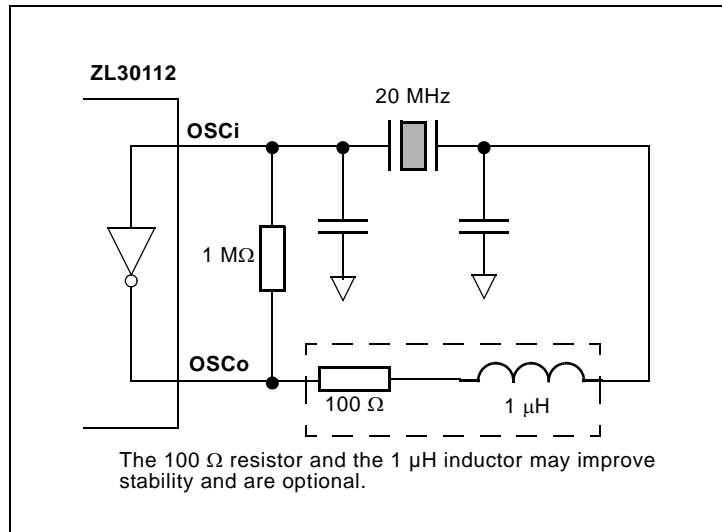 ZL30112
20 MHz
OSCi
1 MΩ
OSCo
100 Ω
1 μH
The 100 Ω resistor and the 1 µH inductor may improve
stability and are optional.